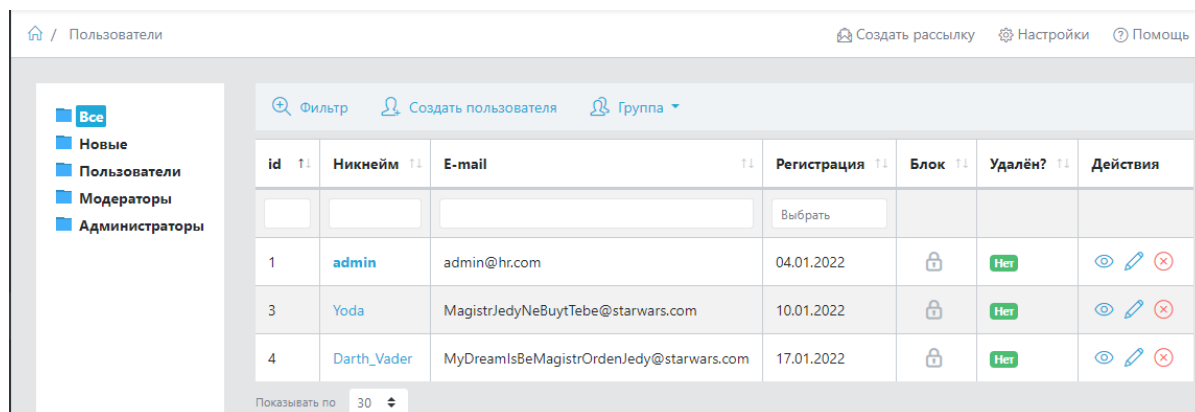 / Пользователи Создать рассылку Настройки Помощь
Все
Новые
Пользователи
Модераторы
Администраторы
Фильтр Создать пользователя Группа
id Никнейм E-mail Регистрация Блок Удалён? Действия
Выбрать
1 admin admin@hr.com 04.01.2022 Нет
3 Yoda MagistrJedyNeBuytTebe@starwars.com 10.01.2022 Нет
4 Darth_Vader MyDreamIsBeMagistrOrdenJedy@starwars.com 17.01.2022 Нет
Показывать по 30